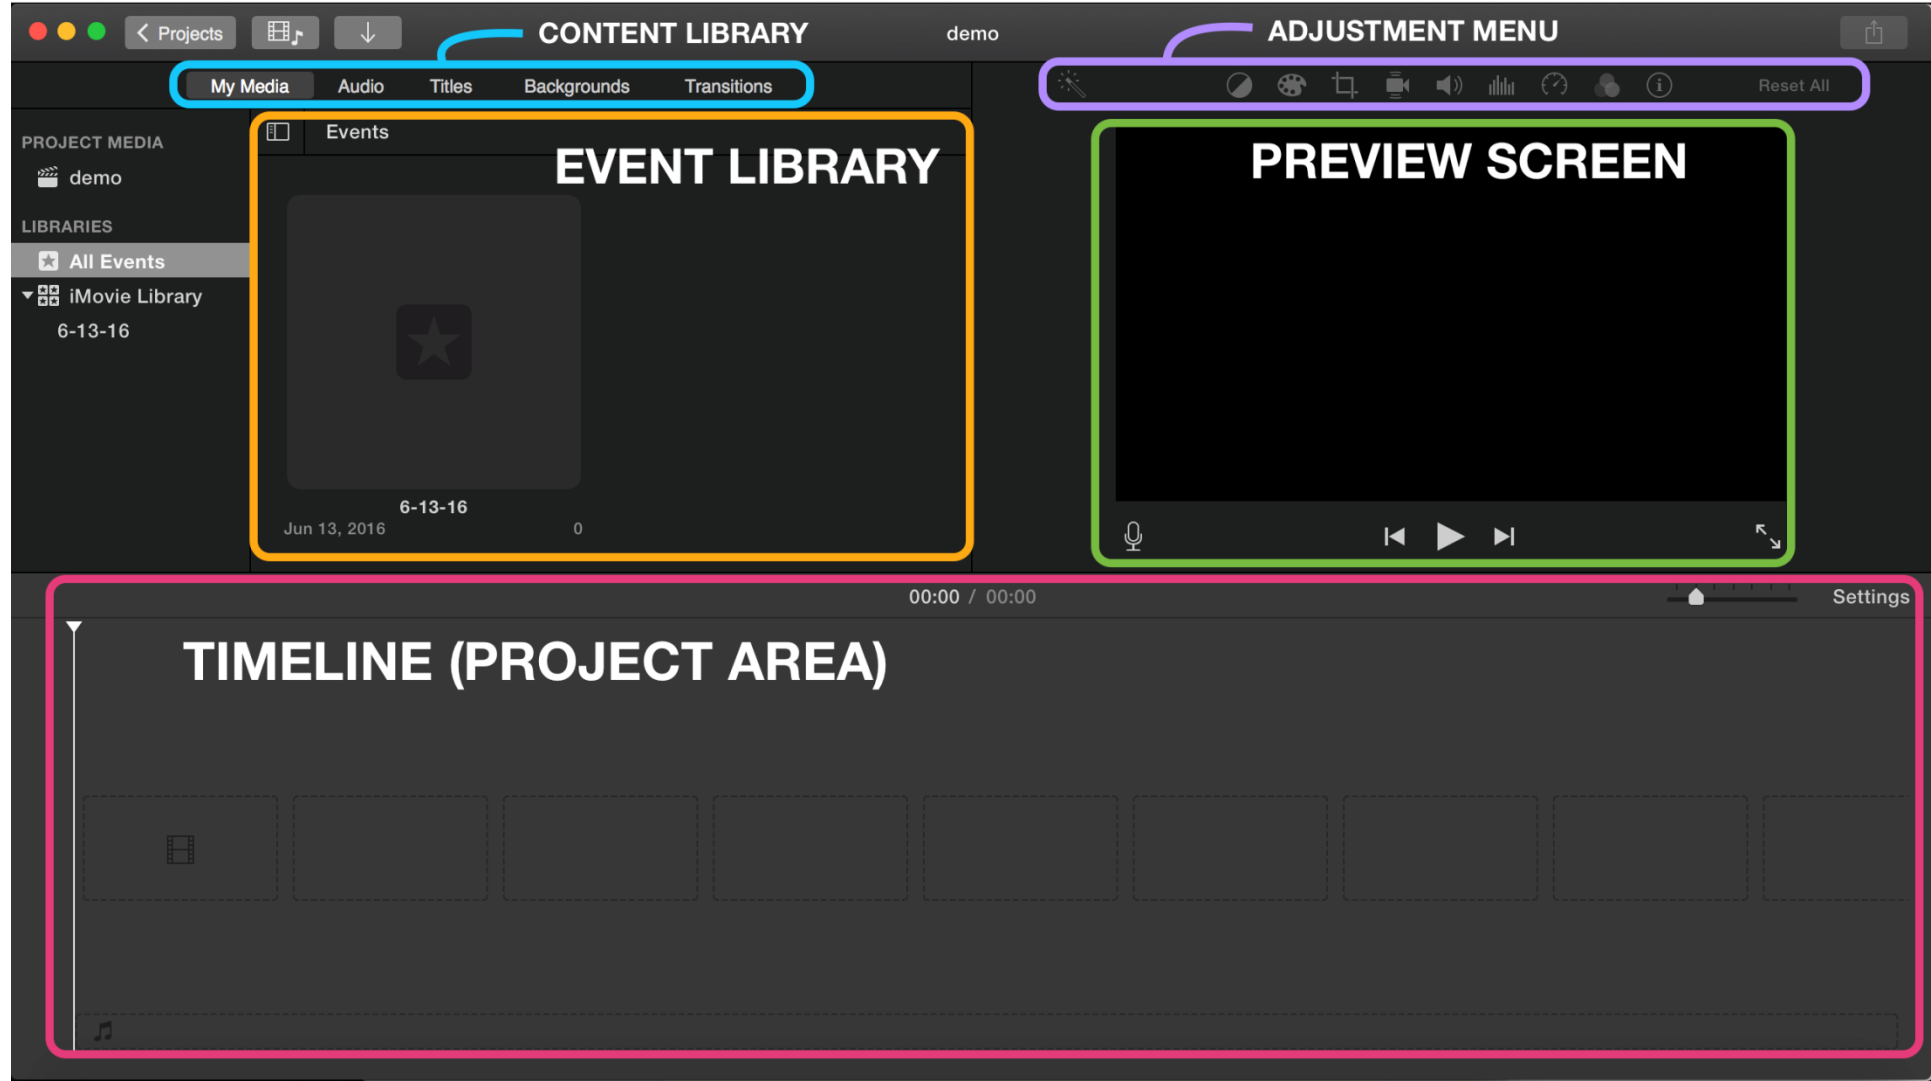 Projects
CONTENT LIBRARY
demo
ADJUSTMENT MENU
My Media
Audio
Titles
Backgrounds
Transitions
Reset All
PROJECT MEDIA
demo
LIBRARIES
All Events
iMovie Library
6-13-16
Events
EVENT LIBRARY
6-13-16
Jun 13, 2016
0
PREVIEW SCREEN
00:00 / 00:00
Settings
TIMELINE (PROJECT AREA)